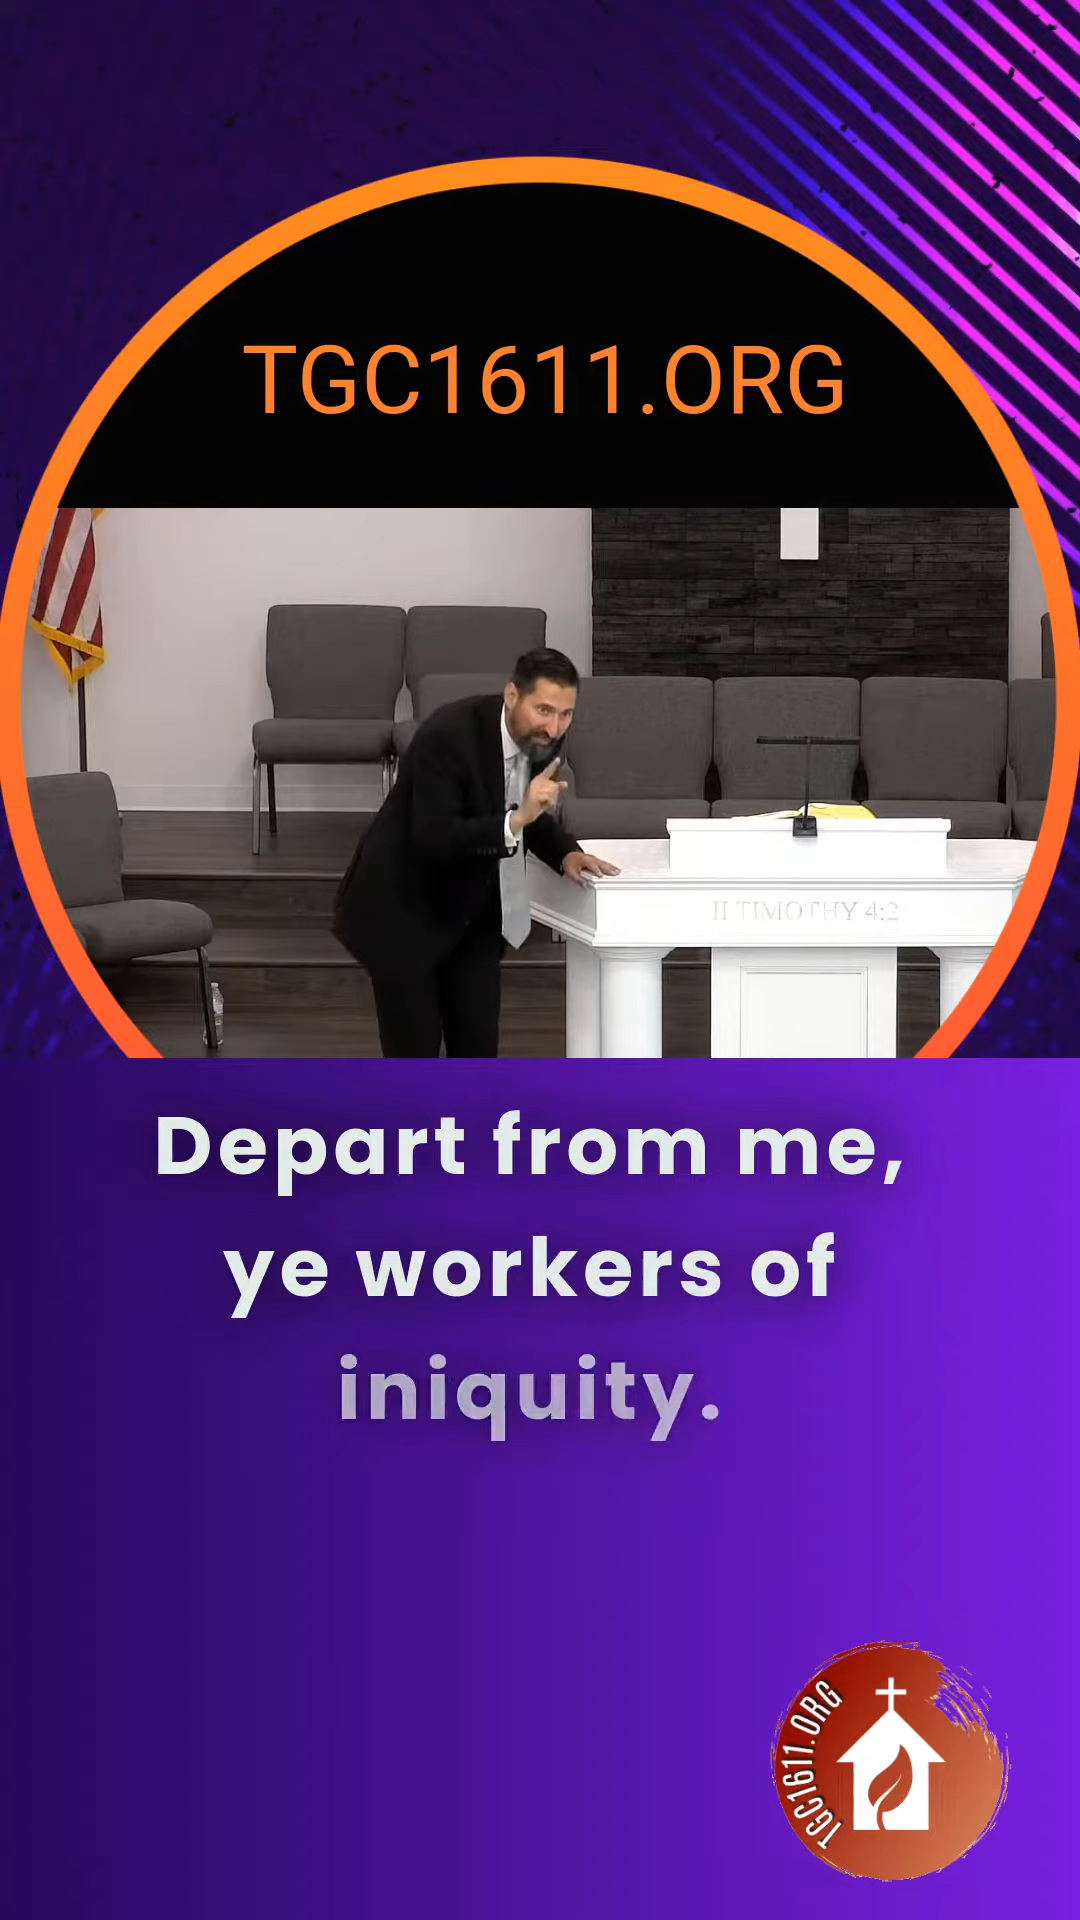 TGC1611.ORG
II TIMOTHY 4:2
Depart from me,
ye workers of
iniquity.
TGC1611.ORG